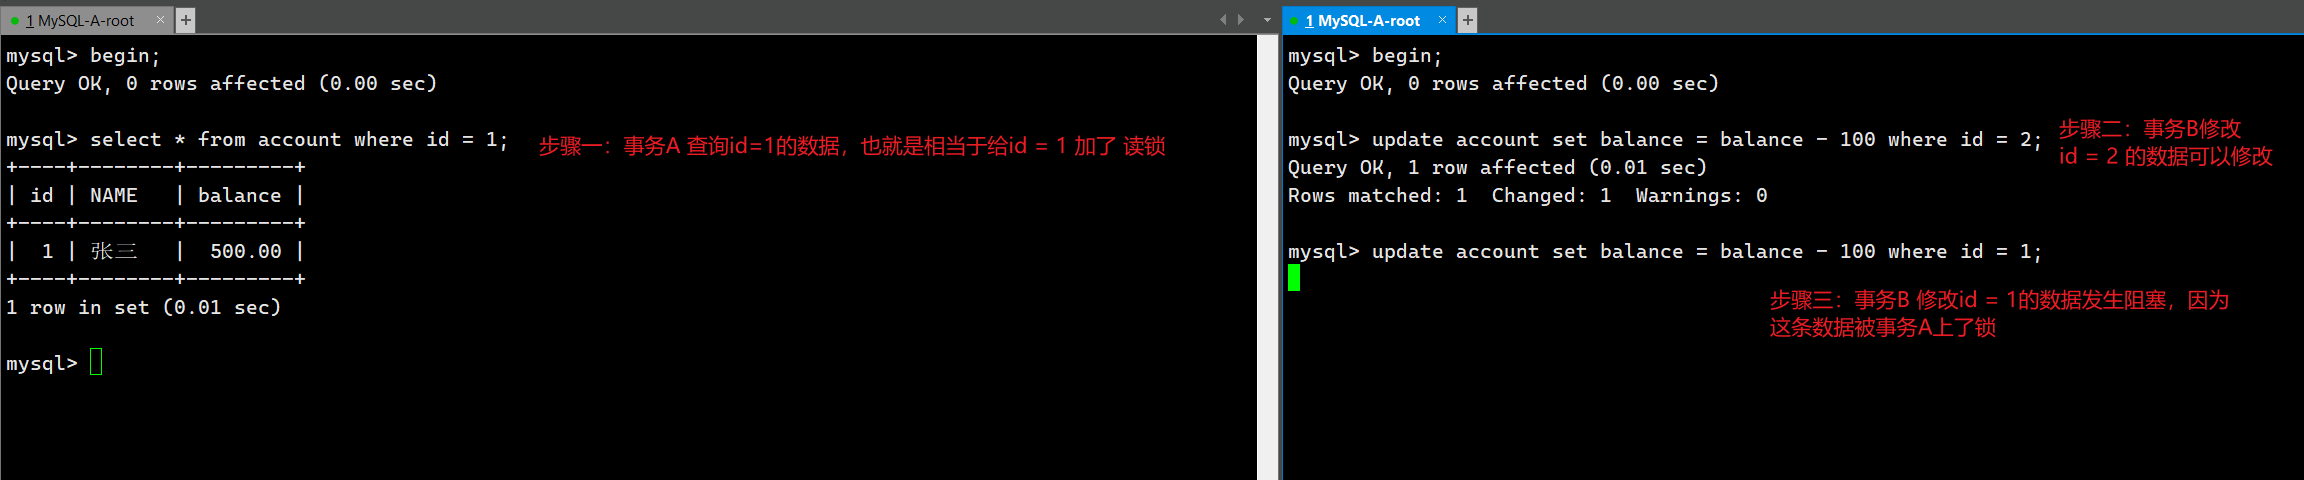 1 MySQL-A-root × +
mysql> begin;
Query OK, 0 rows affected (0.00 sec)
mysql> select * from account where id = 1;
步骤一：事务A 查询id=1的数据，也就是相当于给id = 1 加了 读锁
+----+--------+---------+
| id | NAME   | balance |
+----+--------+---------+
|  1 | 张三   |  500.00 |
+----+--------+---------+
1 row in set (0.01 sec)
mysql>
1 MySQL-A-root × +
mysql> begin;
Query OK, 0 rows affected (0.00 sec)
mysql> update account set balance = balance - 100 where id = 2;
步骤二：事务B修改
id = 2 的数据可以修改
Query OK, 1 row affected (0.01 sec)
Rows matched: 1  Changed: 1  Warnings: 0
mysql> update account set balance = balance - 100 where id = 1;
步骤三：事务B 修改id = 1的数据发生阻塞，因为
这条数据被事务A上了锁